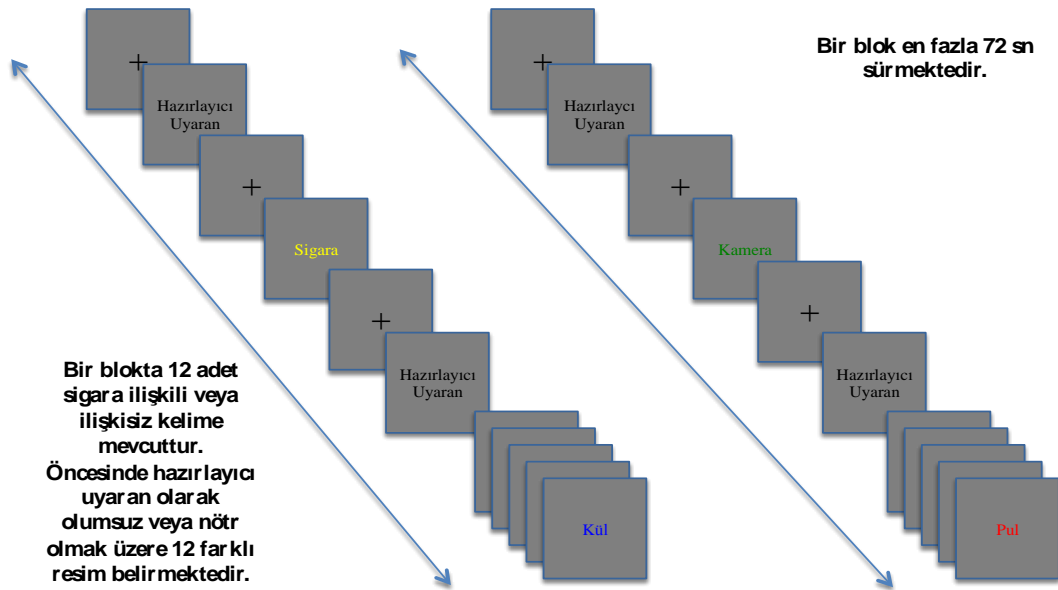 +
Hazırlayıcı
Uyaran
+
Sigara
+
Hazırlayıcı
Uyaran
Kül
Bir blokta 12 adet
sigara ilişkili veya
ilişkisiz kelime
mevcuttur.
Öncesinde hazırlayıcı
uyaran olarak
olumsuz veya nötr
olmak üzere 12 farklı
resim belirmektedir.
+
Hazırlaycı
Uyaran
+
Kamera
+
Hazırlayıcı
Uyaran
Pul
Bir blok en fazla 72 sn
sürmektedir.